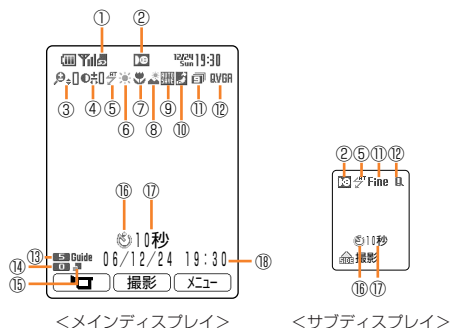 ① ②
12/24 Sun 19:30
QVGA
③ ④ ⑤ ⑥ ⑦ ⑧ ⑨ ⑩ ⑪ ⑫
⑯ ⑰
10秒
⑬ 5 Guide 06/12/24 19:30 ⑱
⑭ 0
⑮ 撮影 メニュー
<メインディスプレイ>
② ⑤ ⑪ ⑫
Fine
10秒
撮影
⑯ ⑰
<サブディスプレイ>